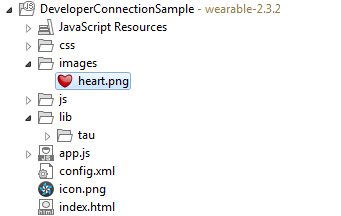 DeveloperConnectionSample - wearable-2.3.2
JavaScript Resources
css
images
heart.png
js
lib
tau
app.js
config.xml
icon.png
index.html